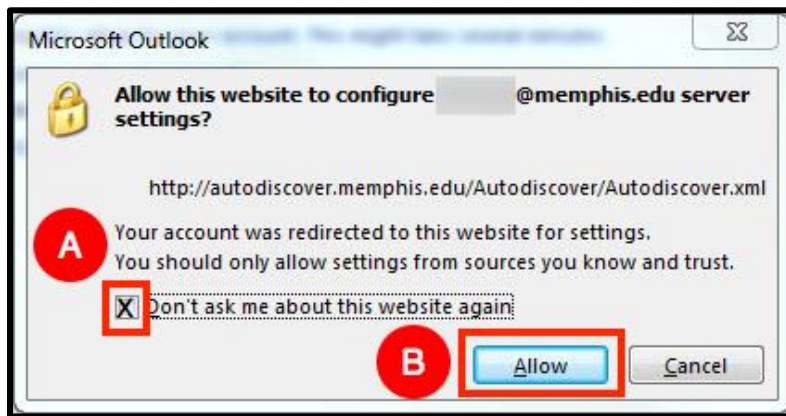 Microsoft Outlook
Allow this website to configure @memphis.edu server
settings?
http://autodiscover.memphis.edu/Autodiscover/Autodiscover.xml
A
Your account was redirected to this website for settings.
You should only allow settings from sources you know and trust.
X Don't ask me about this website again
B
Allow Cancel